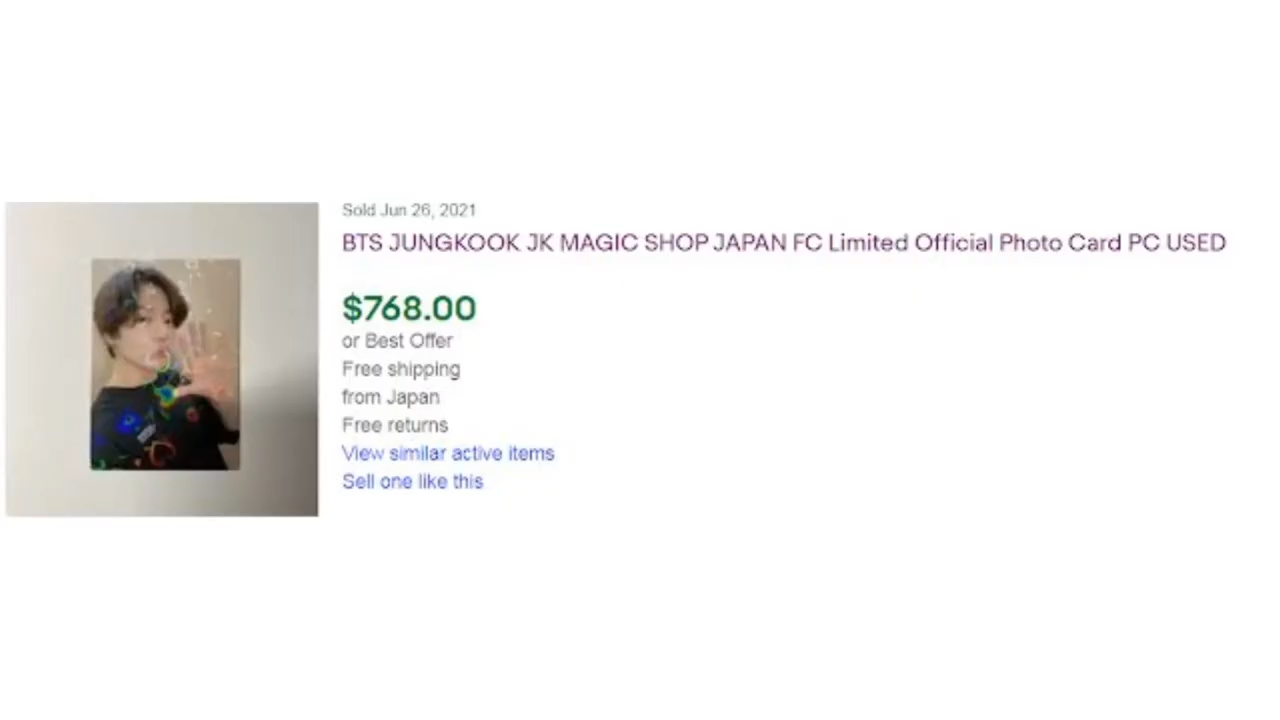 Sold Jun 26, 2021
BTS JUNGKOOK JK MAGIC SHOP JAPAN FC Limited Official Photo Card PC USED
$768.00
or Best Offer
Free shipping
from Japan
Free returns
View similar active items
Sell one like this